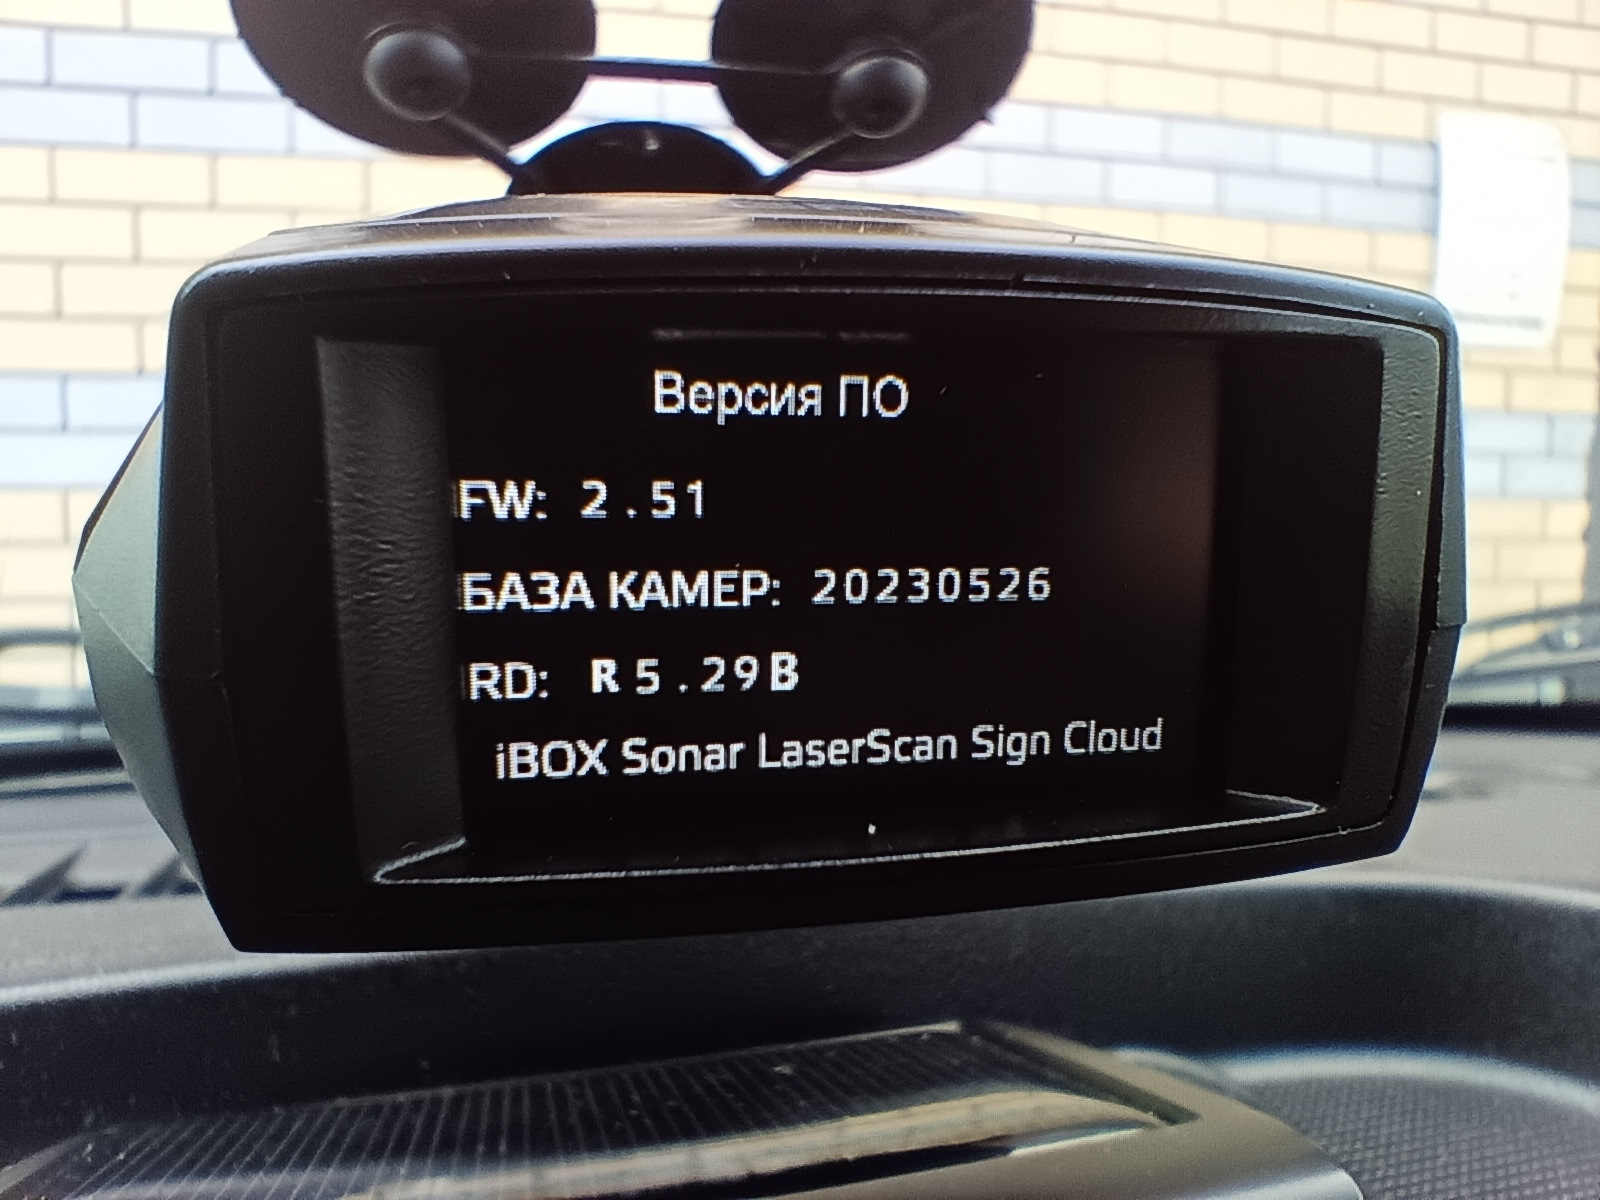 Версия ПО
FW: 2.51
БАЗА КАМЕР: 20230526
RD: R5.29B
iBOX Sonar LaserScan Sign Cloud